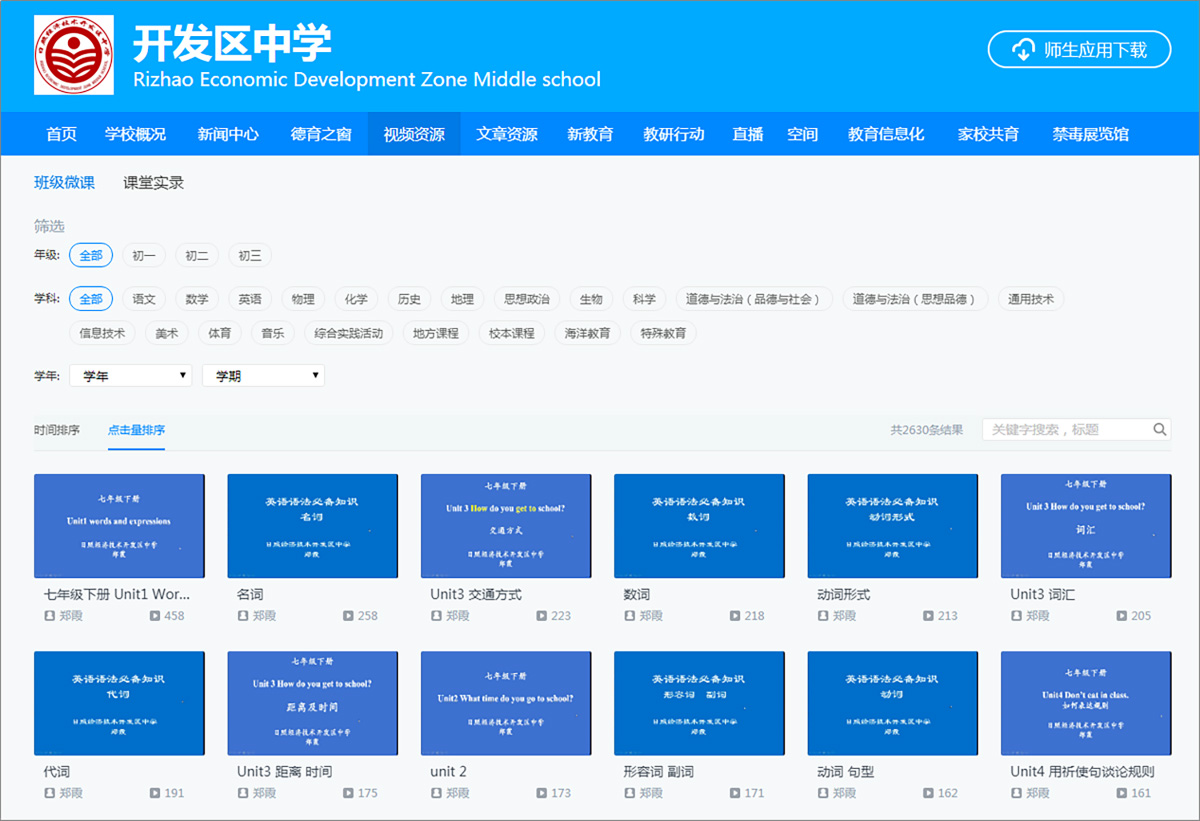 开发区中学
Rizhao Economic Development Zone Middle school
师生应用下载
首页 学校概况 新闻中心 德育之窗 视频资源 文章资源 新教育 教研行动 直播 空间 教育信息化 家校共育 禁毒展览馆
班级微课 课堂实录
筛选
年级: 全部 初一 初二 初三
学科: 全部 语文 数学 英语 物理 化学 历史 地理 思想政治 生物 科学 道德与法治（品德与社会） 道德与法治（思想品德） 通用技术
信息技术 美术 体育 音乐 综合实践活动 地方课程 校本课程 海洋教育 特殊教育
学年: 学年 学期
时间排序 点击量排序 共2630条结果 关键字搜索，标题
七年级下册
Unit1 words and expressions
日照经济技术开发区中学
郑霞
英语语法必备知识
名词
日照经济技术开发区中学
郑霞
七年级下册
Unit 3 How do you get to school?
交通方式
日照经济技术开发区中学
郑霞
英语语法必备知识
数词
日照经济技术开发区中学
郑霞
英语语法必备知识
动词形式
日照经济技术开发区中学
郑霞
七年级下册
Unit 3 How do you get to school?
词汇
日照经济技术开发区中学
郑霞
七年级下册 Unit1 Wor... 名词 Unit3 交通方式 数词 动词形式 Unit3 词汇
郑霞 458 郑霞 258 郑霞 223 郑霞 218 郑霞 213 郑霞 205
英语语法必备知识
代词
日照经济技术开发区中学
郑霞
七年级下册
Unit 3 How do you get to school?
距离及时间
日照经济技术开发区中学
郑霞
七年级下册
Unit2 What time do you go to school?
日照经济技术开发区中学
郑霞
英语语法必备知识
形容词 副词
日照经济技术开发区中学
郑霞
英语语法必备知识
动词
日照经济技术开发区中学
郑霞
七年级下册
Unit4 Don't eat in class.
如何表达规则
日照经济技术开发区中学
郑霞
代词 Unit3 距离 时间 unit 2 形容词 副词 动词 句型 Unit4 用祈使句谈论规则
郑霞 191 郑霞 175 郑霞 173 郑霞 171 郑霞 162 郑霞 161